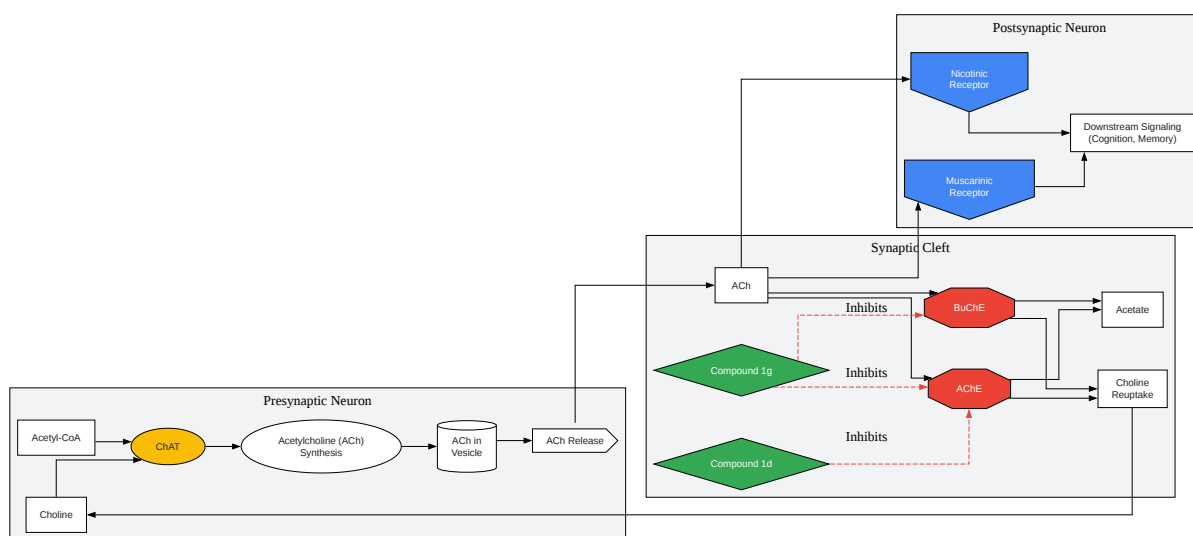 Postsynaptic Neuron
Nicotinic
Receptor
Downstream Signaling
(Cognition, Memory)
Muscarinic
Receptor
Synaptic Cleft
ACh
BuChE
Acetate
Inhibits
Compound 1g
Inhibits
AChE
Choline
Reuptake
Inhibits
Compound 1d
Presynaptic Neuron
Acetyl-CoA
ChAT
Acetylcholine (ACh)
Synthesis
ACh in
Vesicle
ACh Release
Choline